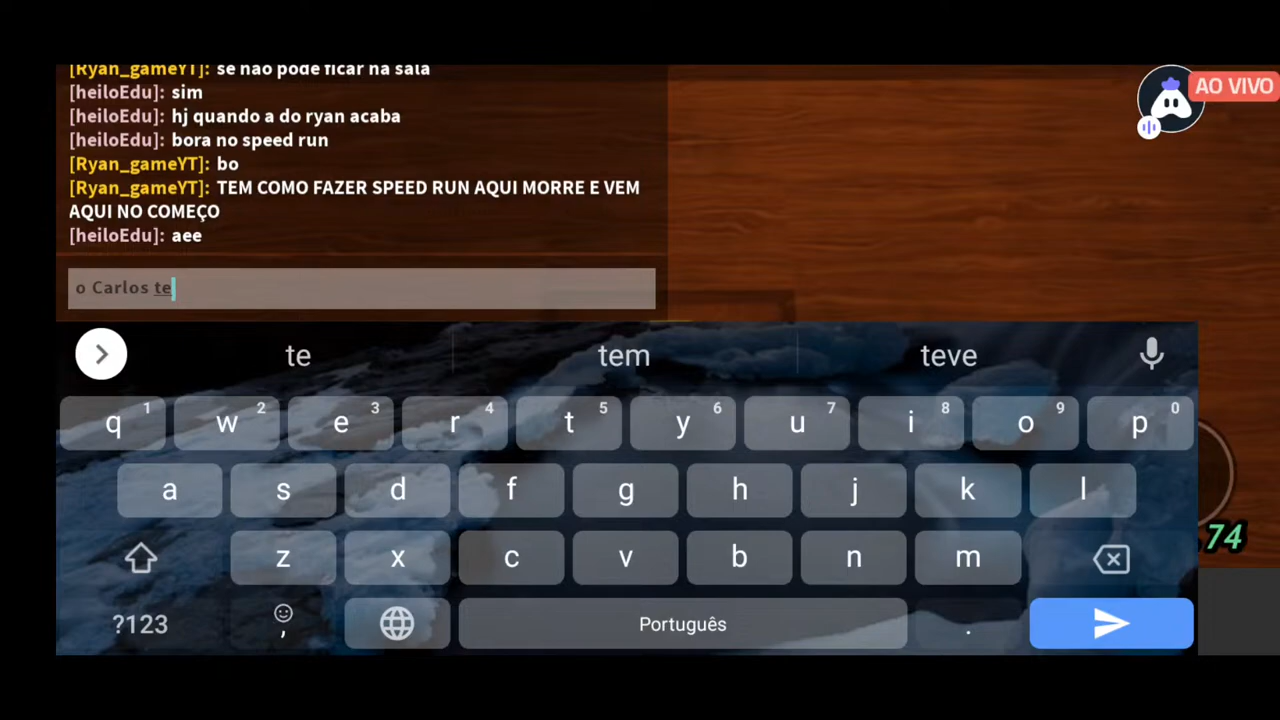 [Ryan_gameYT]: se nao pode ficar na sala
[heiloEdu]: sim
[heiloEdu]: hj quando a do ryan acaba
[heiloEdu]: bora no speed run
[Ryan_gameYT]: bo
[Ryan_gameYT]: TEM COMO FAZER SPEED RUN AQUI MORRE E VEM
AQUI NO COMEÇO
[heiloEdu]: aee
AO VIVO
o Carlos te
te tem teve
q 1 w 2 e 3 r 4 t 5 y 6 u 7 i 8 o 9 p 0
a s d f g h j k l
74
z x c v b n m
?123 , Português .